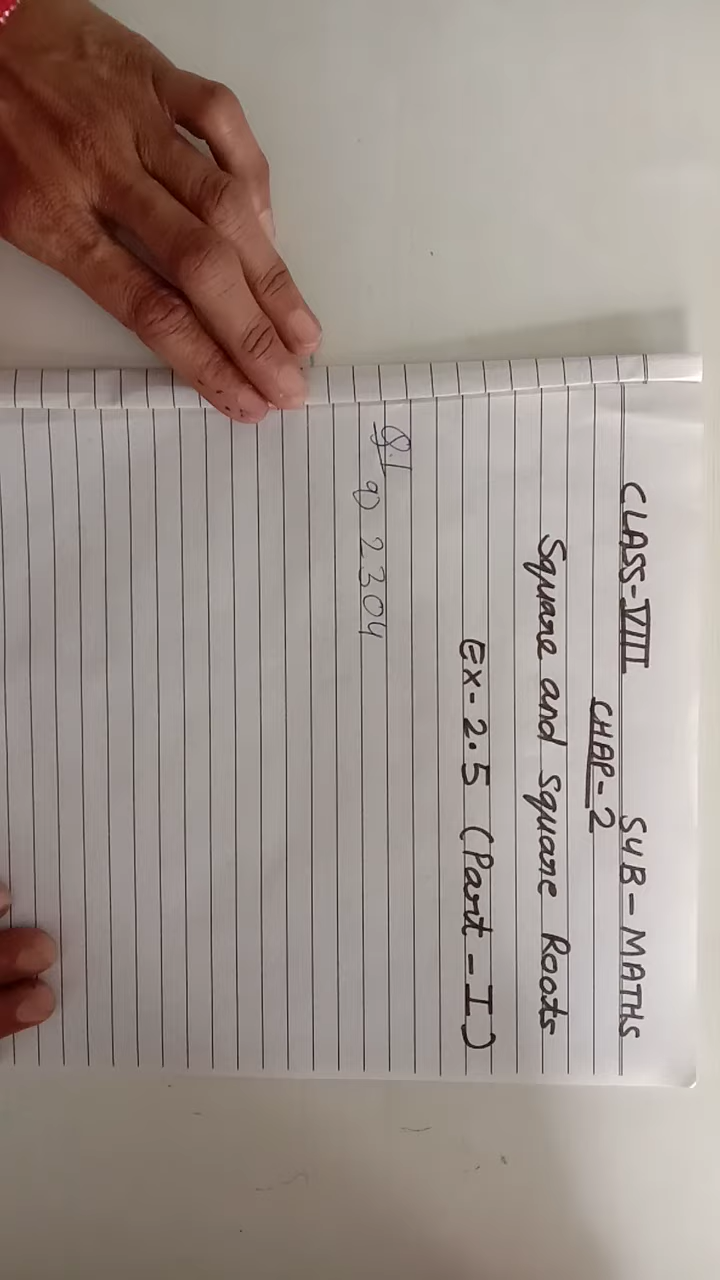 CLASS-VIII SUB-MATHS
CHAP-2
Square and Square Roots
Ex-2.5 (Part-I)
Q.1
a) 2304